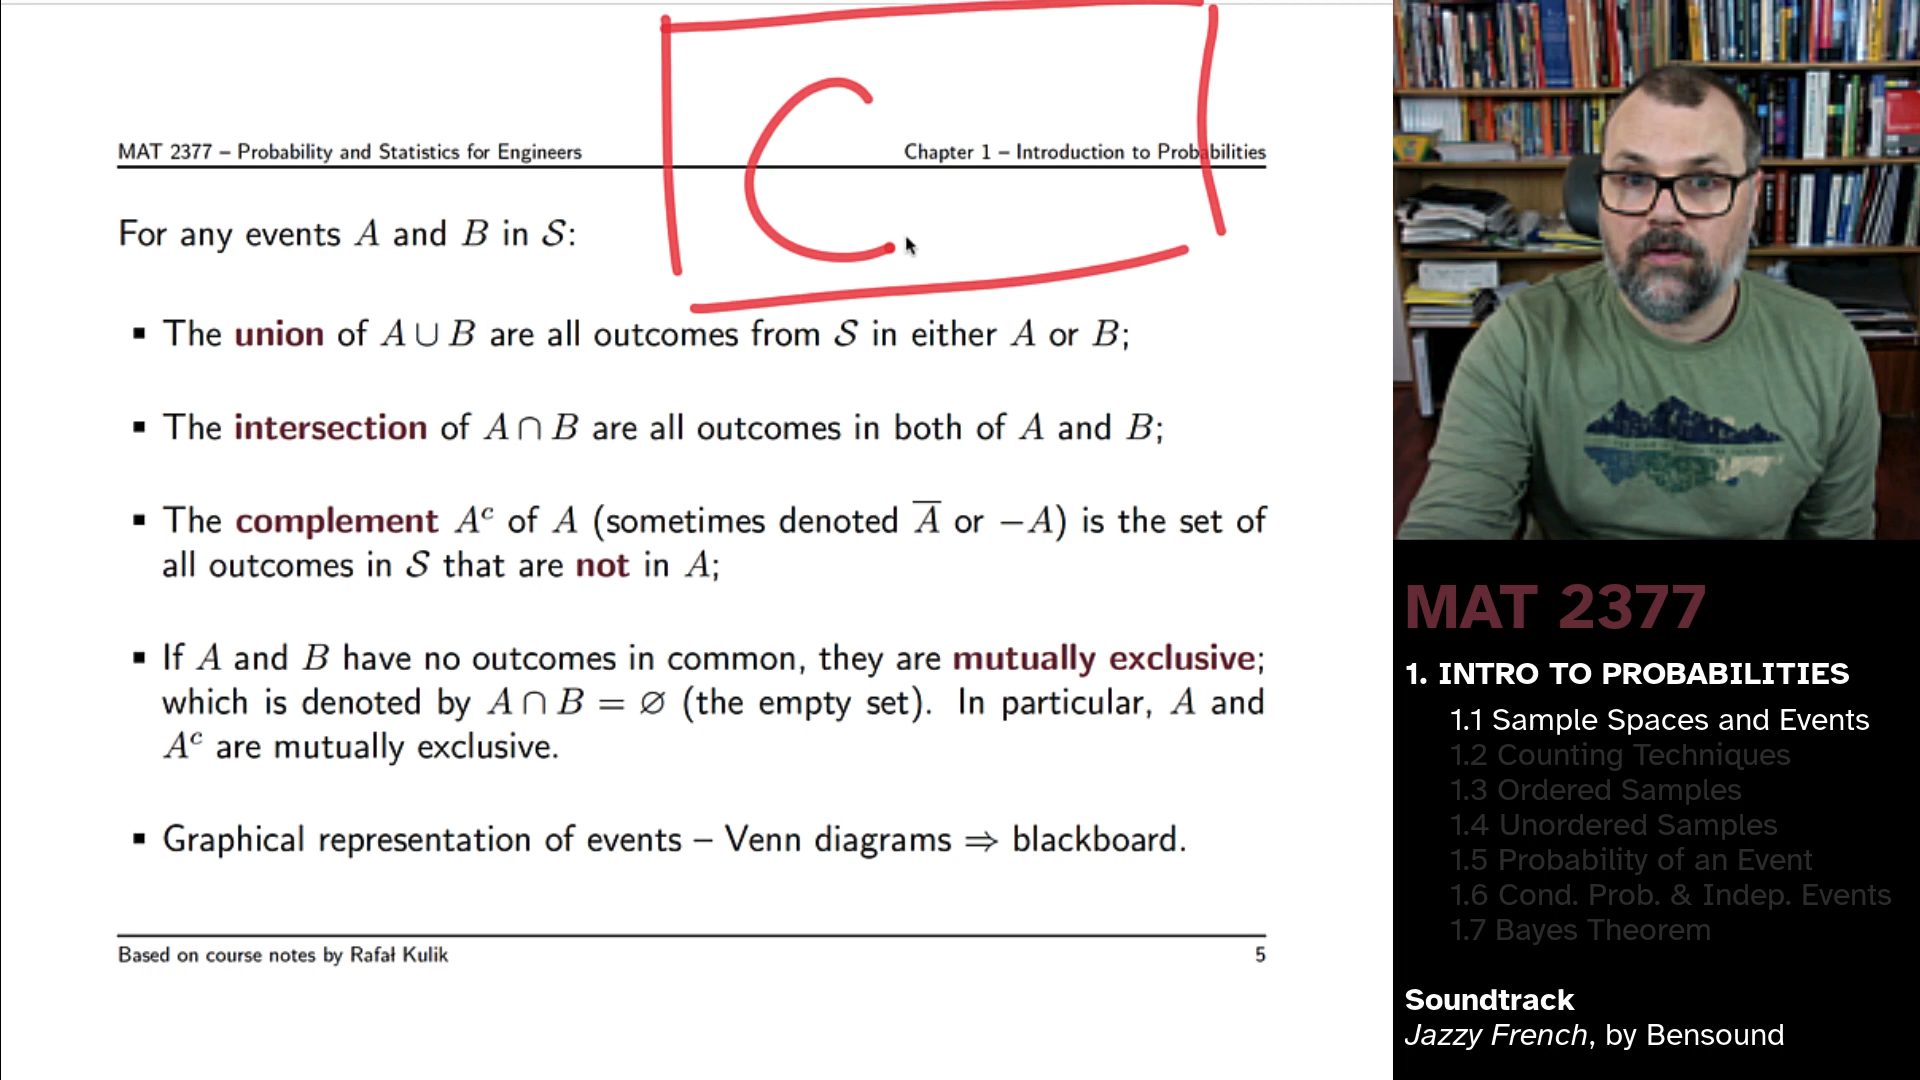 MAT 2377 – Probability and Statistics for Engineers
Chapter 1 – Introduction to Probabilities
For any events A and B in 𝒮:
▪ The union of A ∪ B are all outcomes from 𝒮 in either A or B;
▪ The intersection of A ∩ B are all outcomes in both of A and B;
▪ The complement Aᶜ of A (sometimes denoted A̅ or −A) is the set of
all outcomes in 𝒮 that are not in A;
▪ If A and B have no outcomes in common, they are mutually exclusive;
which is denoted by A ∩ B = ∅ (the empty set). In particular, A and
Aᶜ are mutually exclusive.
▪ Graphical representation of events – Venn diagrams ⇒ blackboard.
Based on course notes by Rafał Kulik
5
MAT 2377
1. INTRO TO PROBABILITIES
1.1 Sample Spaces and Events
1.2 Counting Techniques
1.3 Ordered Samples
1.4 Unordered Samples
1.5 Probability of an Event
1.6 Cond. Prob. & Indep. Events
1.7 Bayes Theorem
Soundtrack
Jazzy French, by Bensound